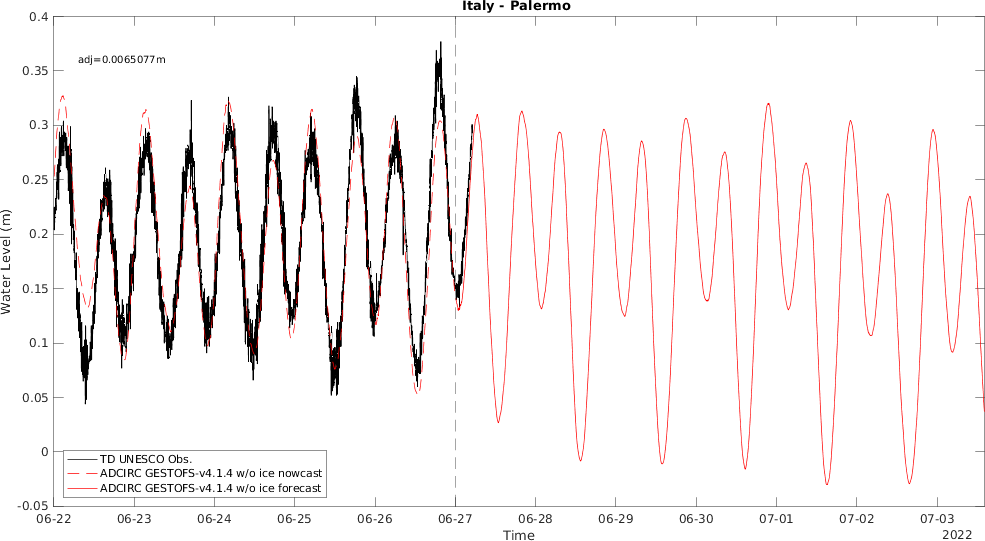 Italy - Palermo
adj=0.0065077m
Water Level (m)
0.4
0.35
0.3
0.25
0.2
0.15
0.1
0.05
0
-0.05
TD UNESCO Obs.
ADCIRC GESTOFS-v4.1.4 w/o ice nowcast
ADCIRC GESTOFS-v4.1.4 w/o ice forecast
06-22 06-23 06-24 06-25 06-26 06-27 06-28 06-29 06-30 07-01 07-02 07-03
Time
2022